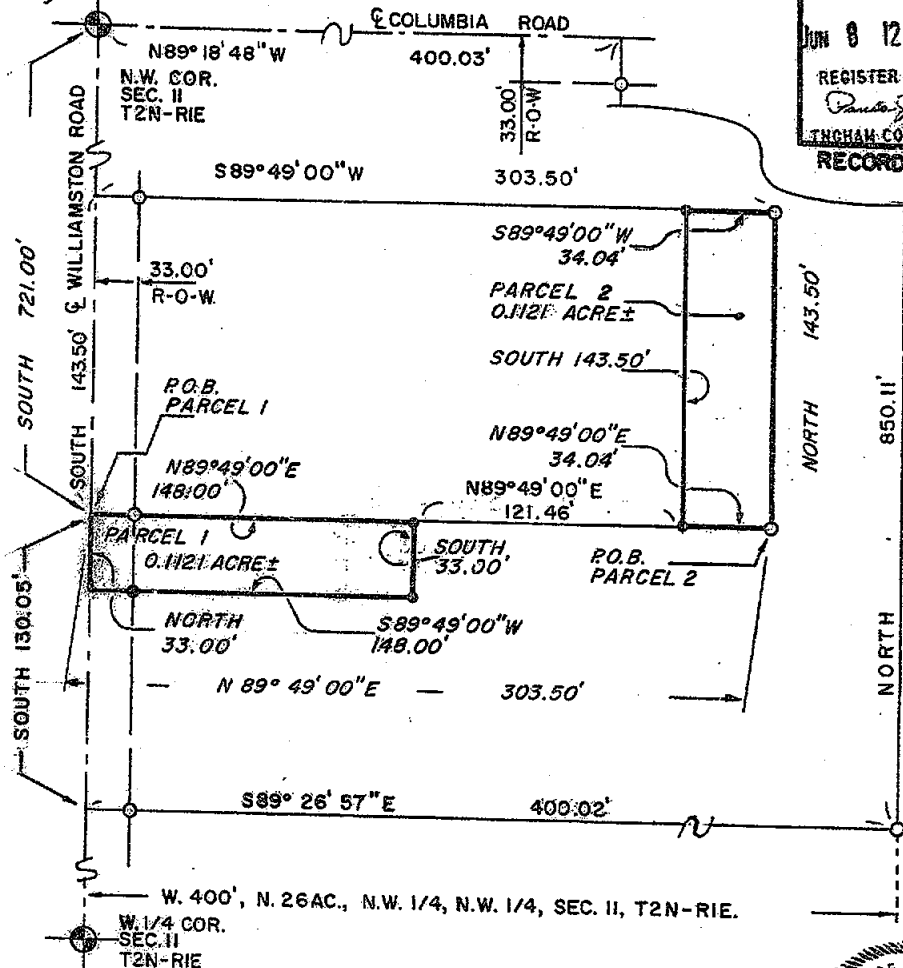 ℄ COLUMBIA ROAD
N89°18'48"W
400.03'
N.W. COR.
SEC. 11
T2N-R1E
33.00'
R-O-W
JUN 8 12
REGISTER
INGHAM CO
RECORD
℄ WILLIAMSTON ROAD
S89°49'00"W
303.50'
33.00'
R-O-W.
S89°49'00"W
34.04'
PARCEL 2
0.1121 ACRE±
SOUTH 143.50'
N89°49'00"E
34.04'
NORTH 143.50'
850.11'
NORTH
SOUTH 721.00'
SOUTH 143.50'
P.O.B.
PARCEL 1
N89°49'00"E
148.00'
N89°49'00"E
121.46'
PARCEL 1
0.1121 ACRE±
SOUTH
33.00'
P.O.B.
PARCEL 2
NORTH
33.00'
S89°49'00"W
148.00'
SOUTH 130.05'
N 89° 49' 00"E
303.50'
S89° 26' 57"E
400.02'
W. 400', N. 26AC., N.W. 1/4, N.W. 1/4, SEC. 11, T2N-R1E.
W. 1/4 COR.
SEC. 11
T2N-R1E